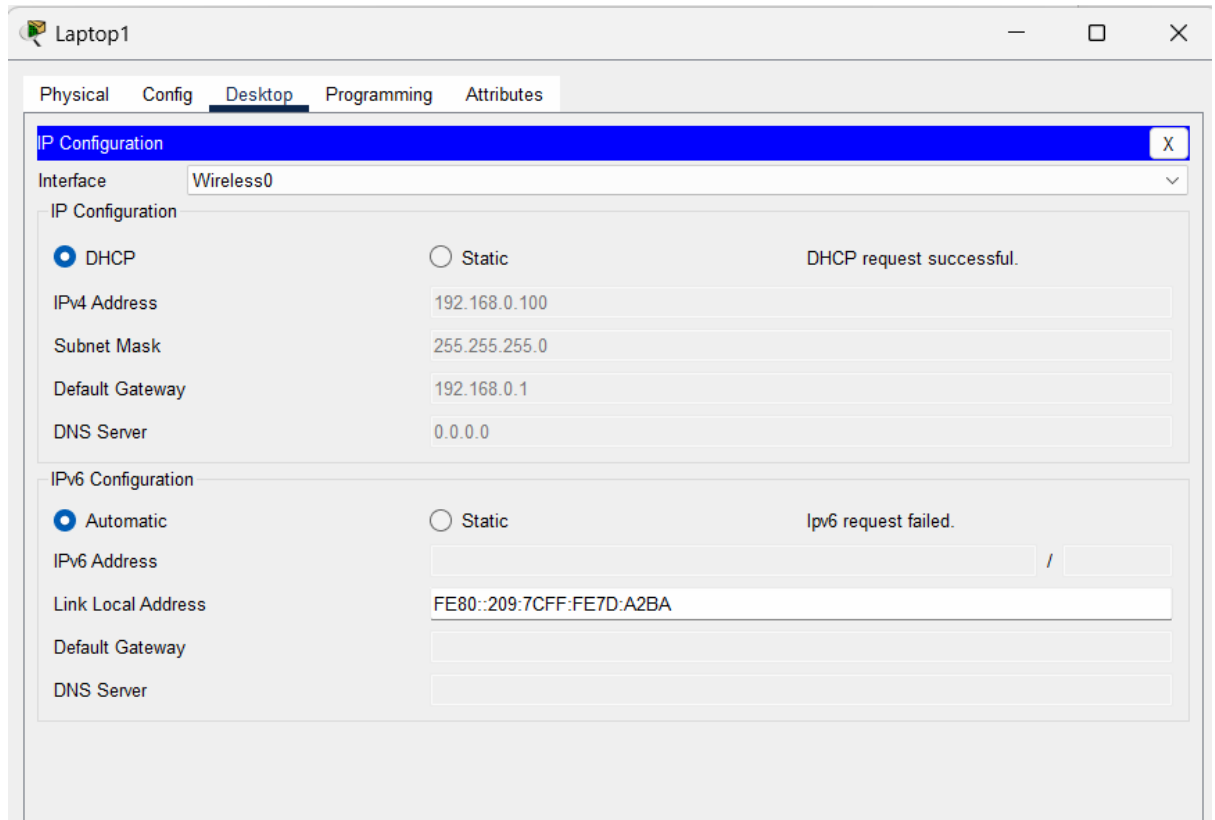 Laptop1
Physical Config Desktop Programming Attributes
IP Configuration X
Interface Wireless0
IP Configuration
DHCP Static DHCP request successful.
IPv4 Address 192.168.0.100
Subnet Mask 255.255.255.0
Default Gateway 192.168.0.1
DNS Server 0.0.0.0
IPv6 Configuration
Automatic Static Ipv6 request failed.
IPv6 Address /
Link Local Address FE80::209:7CFF:FE7D:A2BA
Default Gateway
DNS Server